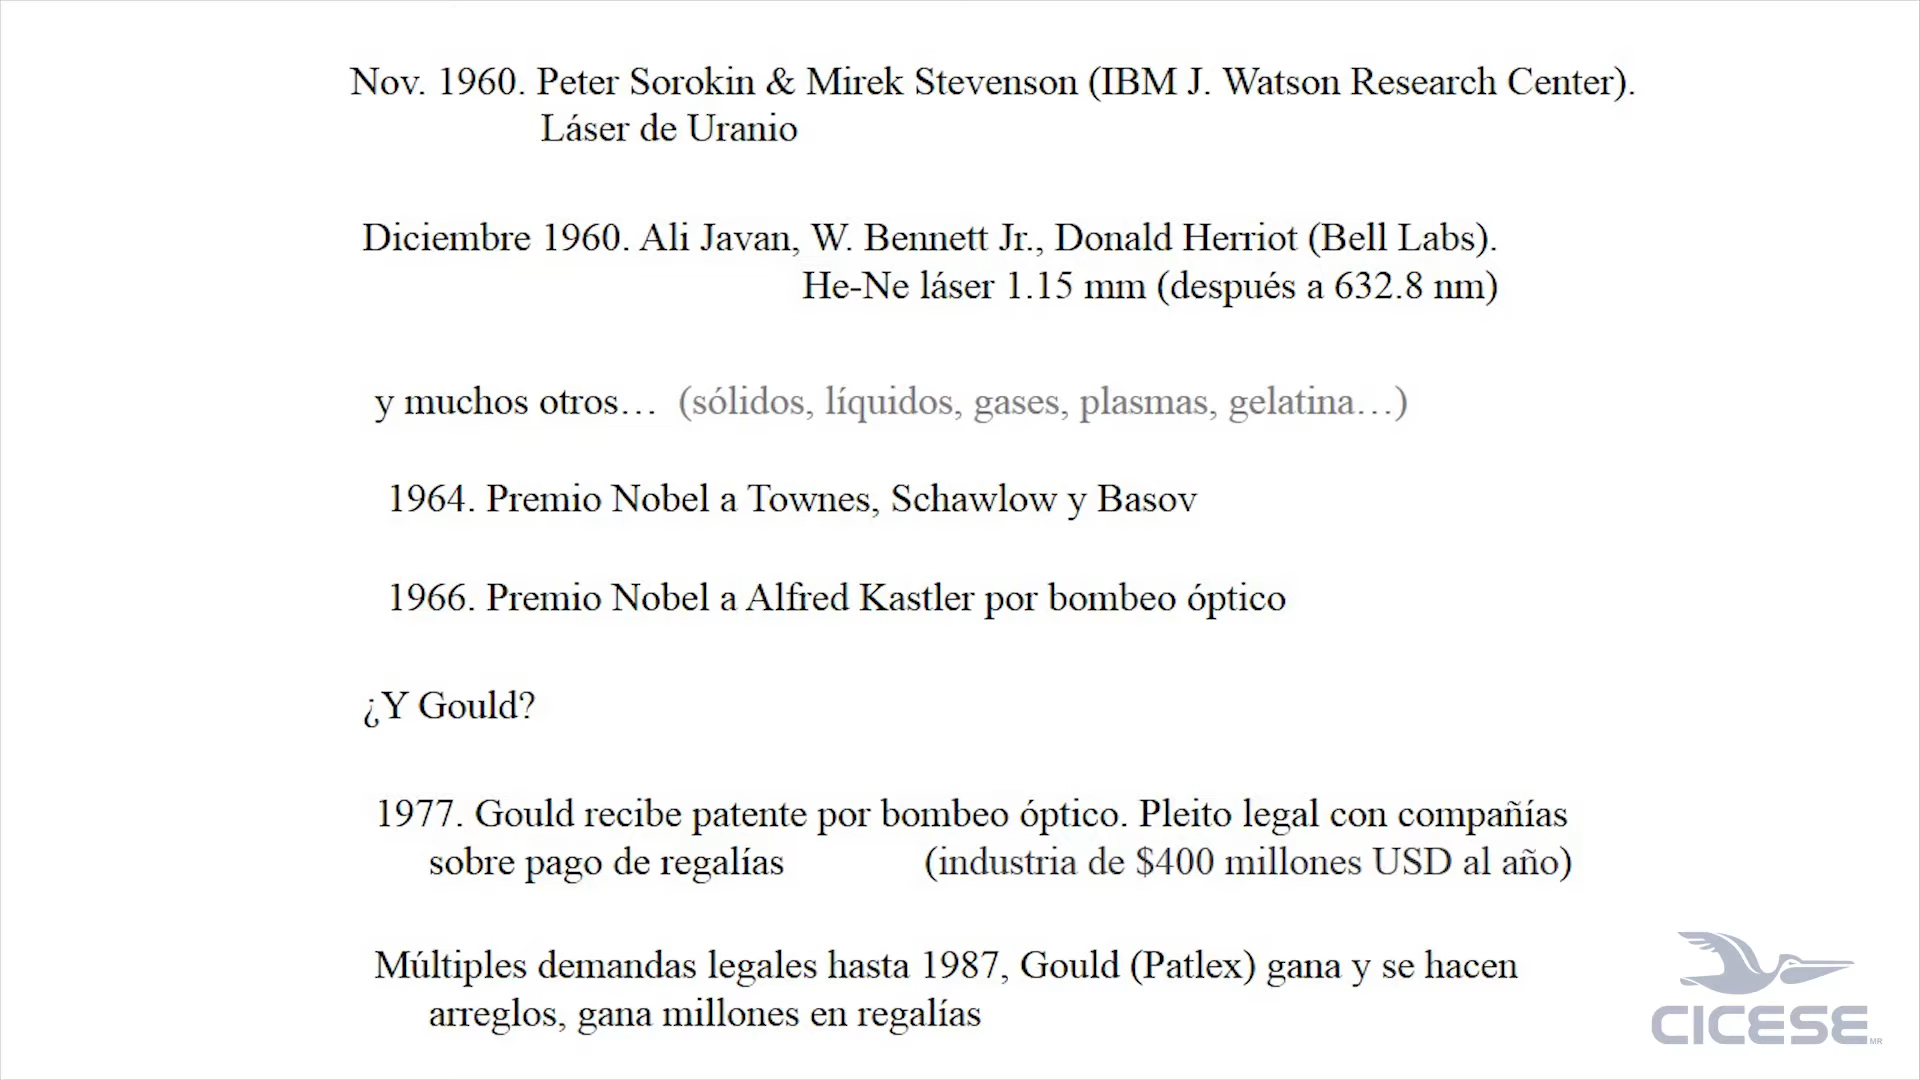 Nov. 1960. Peter Sorokin & Mirek Stevenson (IBM J. Watson Research Center).
Láser de Uranio
Diciembre 1960. Ali Javan, W. Bennett Jr., Donald Herriot (Bell Labs).
He-Ne láser 1.15 mm (después a 632.8 nm)
y muchos otros… (sólidos, líquidos, gases, plasmas, gelatina…)
1964. Premio Nobel a Townes, Schawlow y Basov
1966. Premio Nobel a Alfred Kastler por bombeo óptico
¿Y Gould?
1977. Gould recibe patente por bombeo óptico. Pleito legal con compañías
sobre pago de regalías (industria de $400 millones USD al año)
Múltiples demandas legales hasta 1987, Gould (Patlex) gana y se hacen
arreglos, gana millones en regalías
CICESE MR